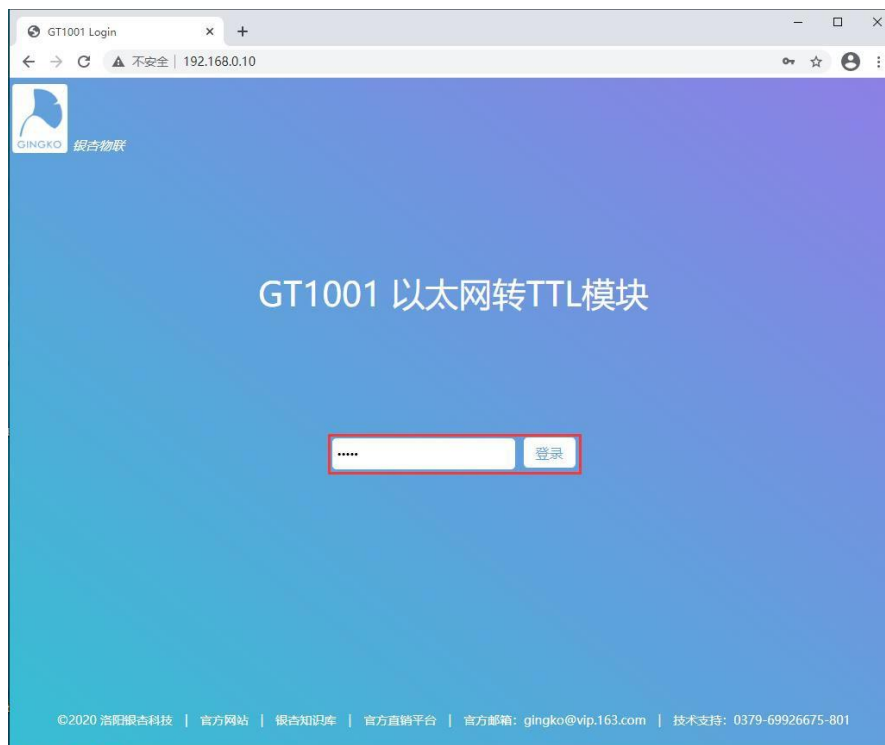 GT1001 Login
不安全 | 192.168.0.10
GINGKO 银杏物联
GT1001 以太网转TTL模块
登录
©2020 洛阳银杏科技 | 官方网站 | 银杏知识库 | 官方直销平台 | 官方邮箱：gingko@vip.163.com | 技术支持：0379-69926675-801